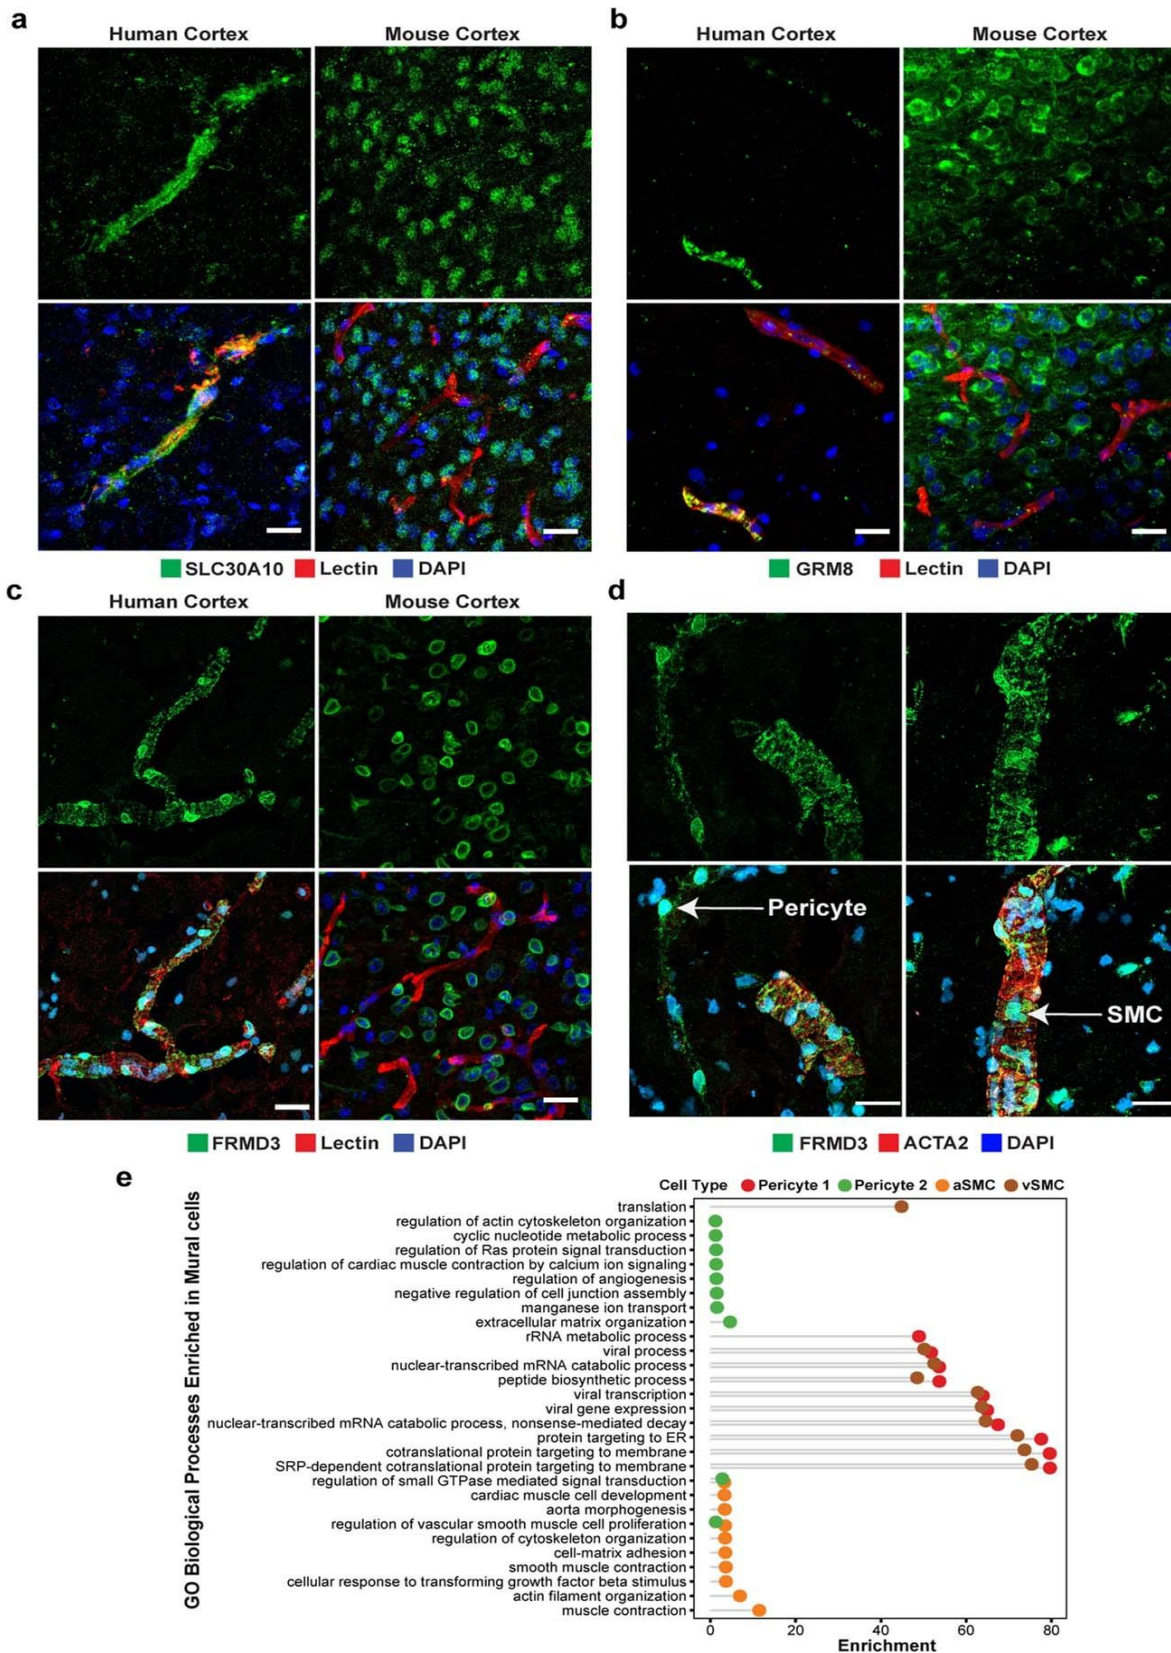 a
b
Human Cortex
Mouse Cortex
Human Cortex
Mouse Cortex
SLC30A10 Lectin DAPI
GRM8 Lectin DAPI
c
d
Human Cortex
Mouse Cortex
Pericyte
SMC
FRMD3 Lectin DAPI
FRMD3 ACTA2 DAPI
e
Cell Type Pericyte 1 Pericyte 2 aSMC vSMC
GO Biological Processes Enriched in Mural cells
translation
regulation of actin cytoskeleton organization
cyclic nucleotide metabolic process
regulation of Ras protein signal transduction
regulation of cardiac muscle contraction by calcium ion signaling
regulation of angiogenesis
negative regulation of cell junction assembly
manganese ion transport
extracellular matrix organization
rRNA metabolic process
viral process
nuclear-transcribed mRNA catabolic process
peptide biosynthetic process
viral transcription
viral gene expression
nuclear-transcribed mRNA catabolic process, nonsense-mediated decay
protein targeting to ER
cotranslational protein targeting to membrane
SRP-dependent cotranslational protein targeting to membrane
regulation of small GTPase mediated signal transduction
cardiac muscle cell development
aorta morphogenesis
regulation of vascular smooth muscle cell proliferation
regulation of cytoskeleton organization
cell-matrix adhesion
smooth muscle contraction
cellular response to transforming growth factor beta stimulus
actin filament organization
muscle contraction
0 20 40 60 80
Enrichment